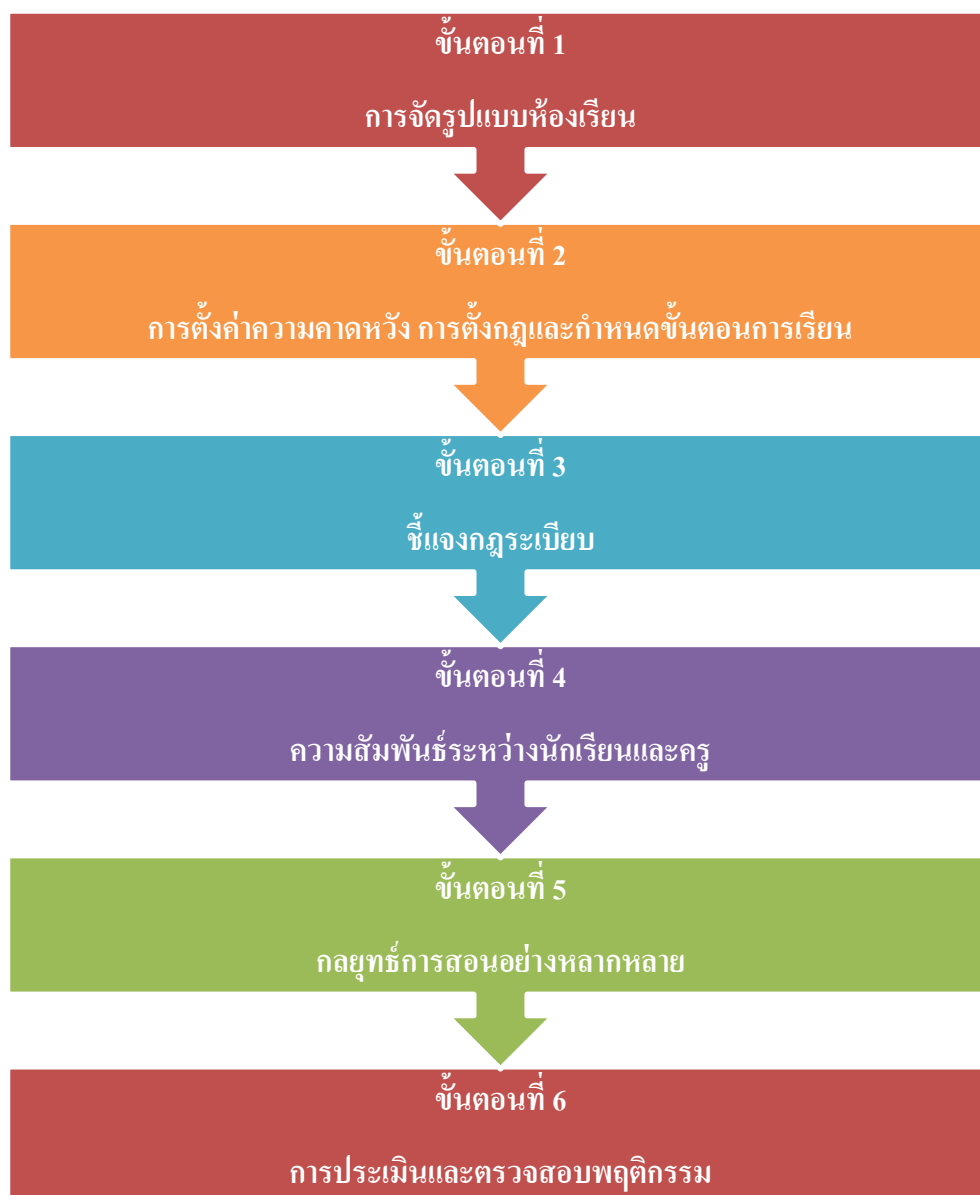 ขั้นตอนที่ 1
การจัดรูปแบบห้องเรียน
ขั้นตอนที่ 2
การตั้งค่าความคาดหวัง การตั้งกฎและกำหนดขั้นตอนการเรียน
ขั้นตอนที่ 3
ชี้แจงกฎระเบียบ
ขั้นตอนที่ 4
ความสัมพันธ์ระหว่างนักเรียนและครู
ขั้นตอนที่ 5
กลยุทธ์การสอนอย่างหลากหลาย
ขั้นตอนที่ 6
การประเมินและตรวจสอบพฤติกรรม